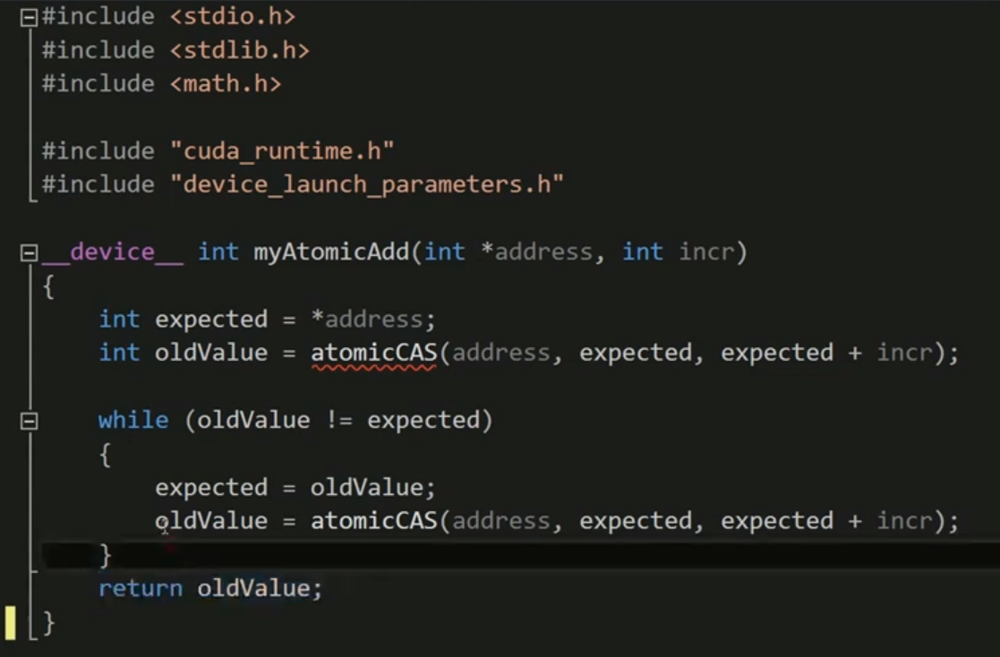 #include <stdio.h>
#include <stdlib.h>
#include <math.h>
#include "cuda_runtime.h"
#include "device_launch_parameters.h"
__device__ int myAtomicAdd(int *address, int incr)
{
int expected = *address;
int oldValue = atomicCAS(address, expected, expected + incr);
while (oldValue != expected)
{
expected = oldValue;
oldValue = atomicCAS(address, expected, expected + incr);
}
return oldValue;
}